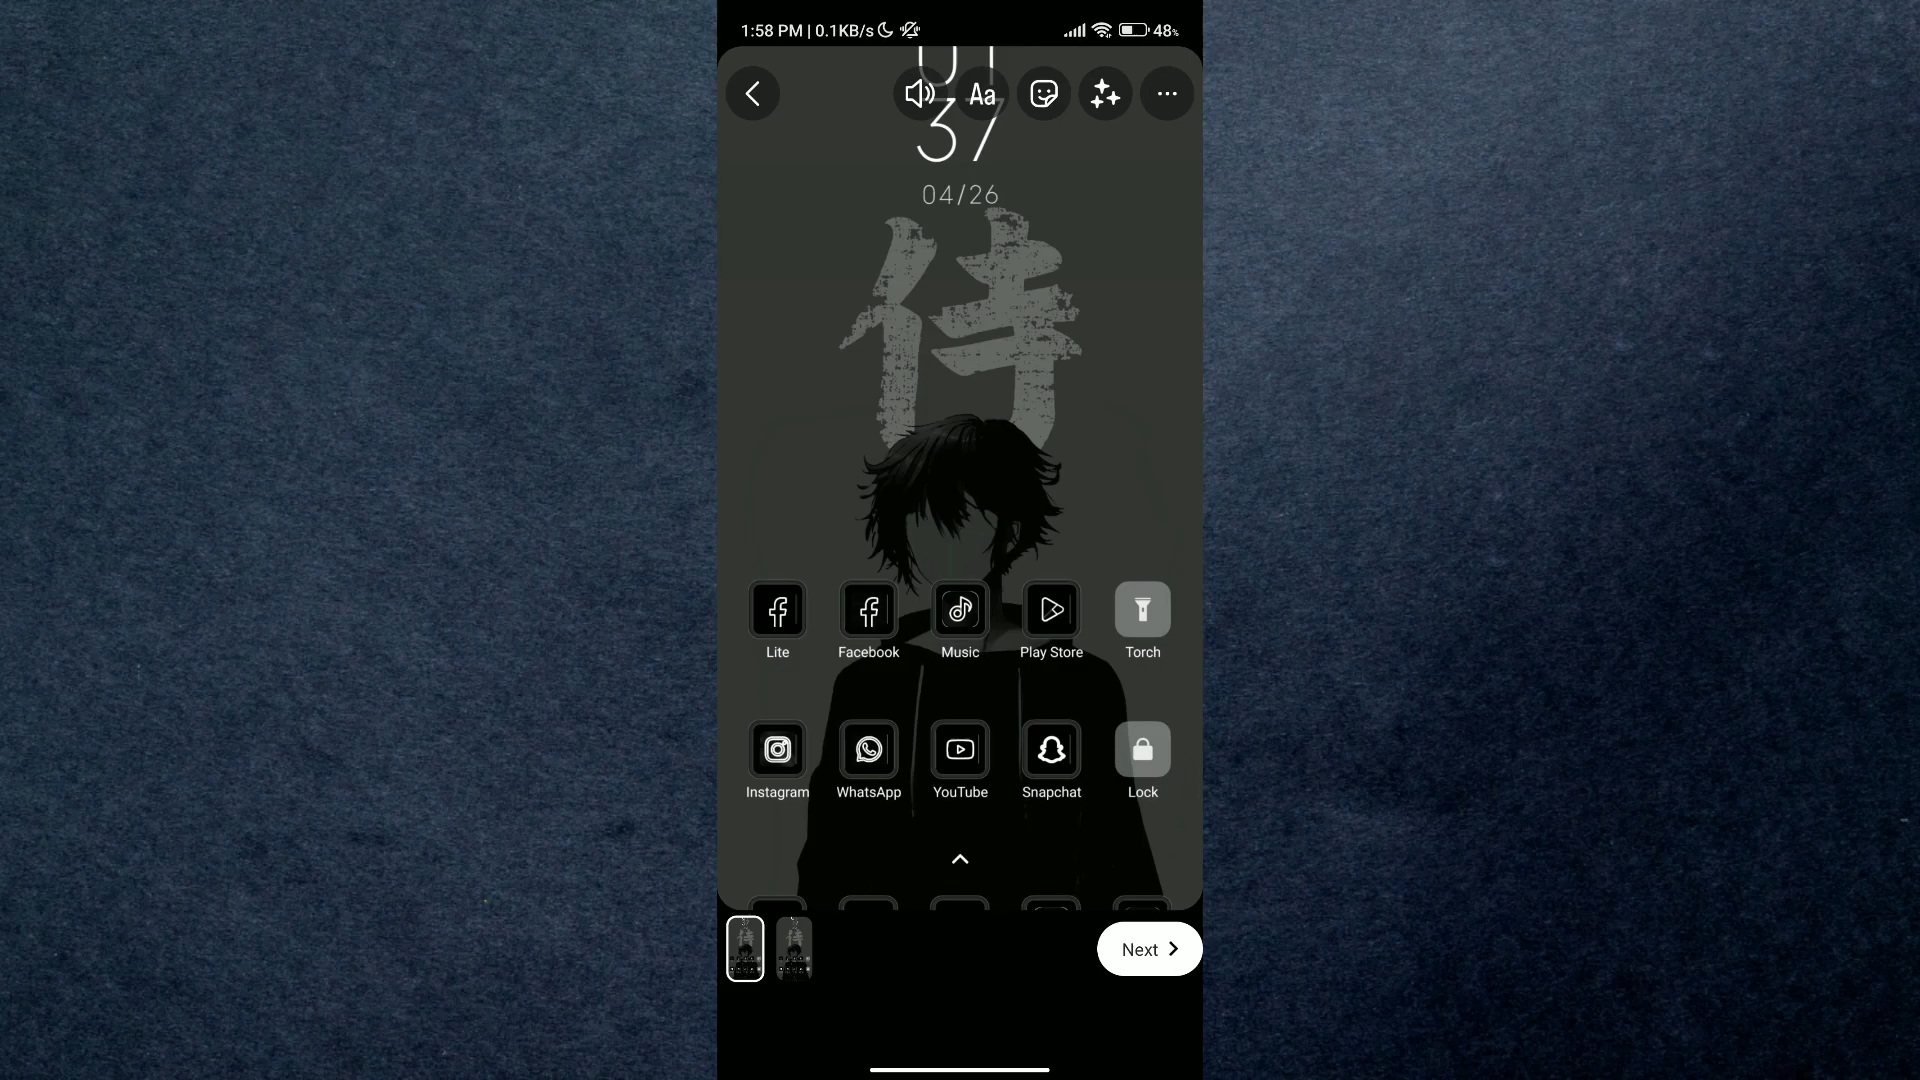 1:58 PM | 0.1KB/s 48%
Aa
37
04/26
侍
Lite Facebook Music Play Store Torch
Instagram WhatsApp YouTube Snapchat Lock
Next